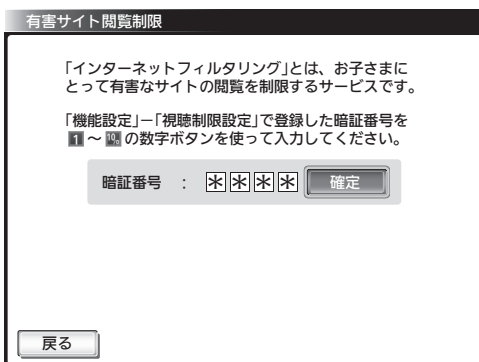 有害サイト閲覧制限
「インターネットフィルタリング」とは、お子さまに
とって有害なサイトの閲覧を制限するサービスです。
「機能設定」－「視聴制限設定」で登録した暗証番号を
1 ～ 10 の数字ボタンを使って入力してください。
暗証番号 : ＊＊＊＊ 確定
戻る